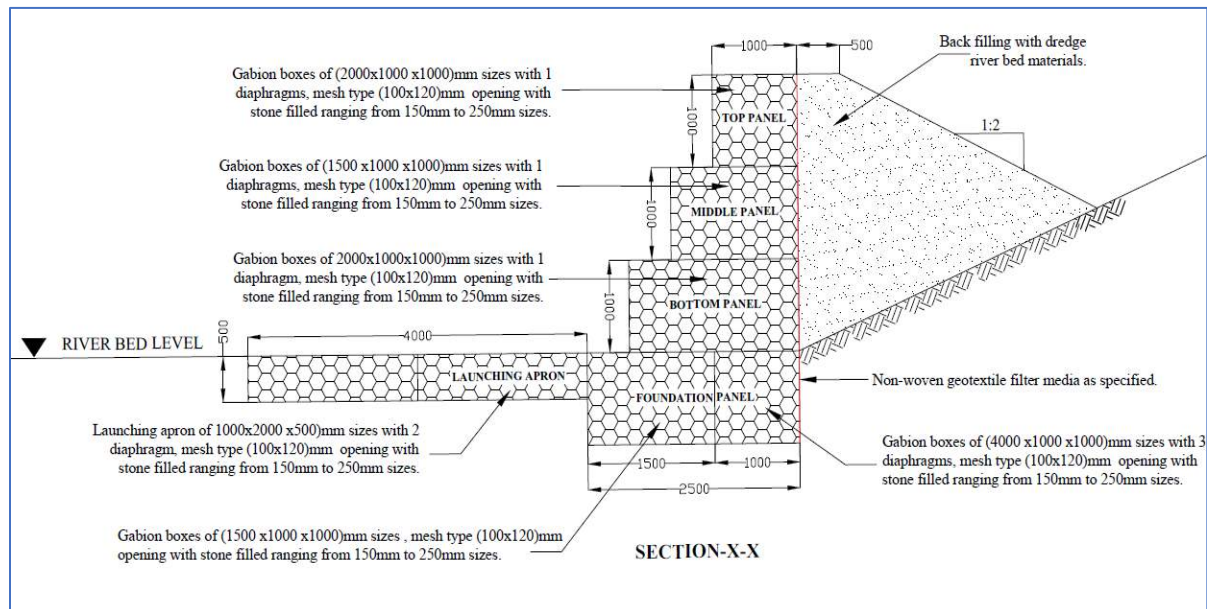 1000
500
Back filling with dredge
river bed materials.
Gabion boxes of (2000x1000 x1000)mm sizes with 1
diaphragms, mesh type (100x120)mm opening with
stone filled ranging from 150mm to 250mm sizes.
1000
TOP PANEL
1:2
Gabion boxes of (1500 x1000 x1000)mm sizes with 1
diaphragms, mesh type (100x120)mm opening with
stone filled ranging from 150mm to 250mm sizes.
1000
MIDDLE PANEL
Gabion boxes of 2000x1000x1000)mm sizes with 1
diaphragm, mesh type (100x120)mm opening with
stone filled ranging from 150mm to 250mm sizes.
1000
BOTTOM PANEL
RIVER BED LEVEL
500
4000
LAUNCHING APRON
FOUNDATION PANEL
Non-woven geotextile filter media as specified.
Launching apron of 1000x2000 x500)mm sizes with 2
diaphragm, mesh type (100x120)mm opening with
stone filled ranging from 150mm to 250mm sizes.
Gabion boxes of (4000 x1000 x1000)mm sizes with 3
diaphragms, mesh type (100x120)mm opening with
stone filled ranging from 150mm to 250mm sizes.
1500
1000
2500
Gabion boxes of (1500 x1000 x1000)mm sizes , mesh type (100x120)mm
opening with stone filled ranging from 150mm to 250mm sizes.
SECTION-X-X